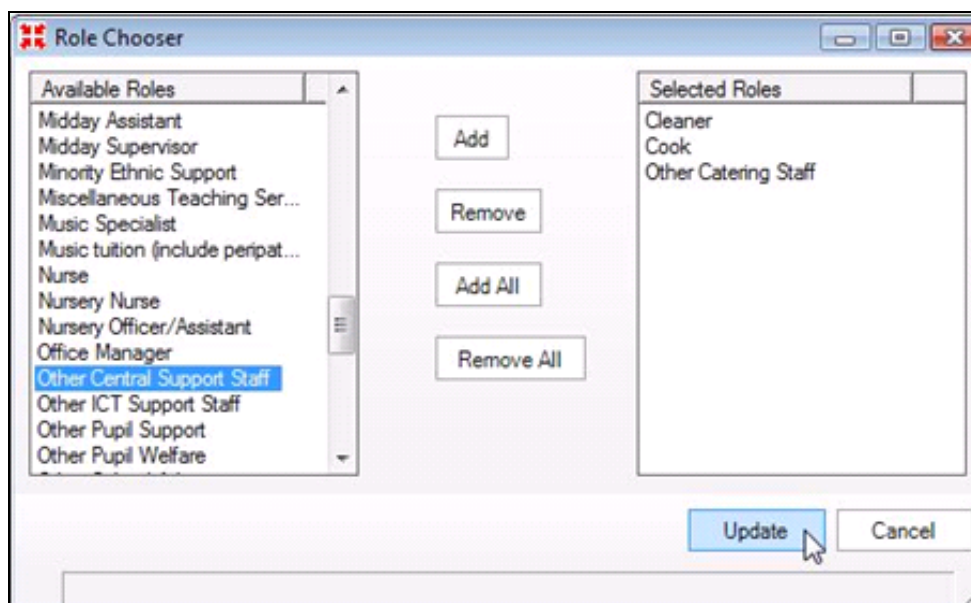 Role Chooser
Available Roles
Midday Assistant
Midday Supervisor
Minority Ethnic Support
Miscellaneous Teaching Ser...
Music Specialist
Music tuition (include peripat...
Nurse
Nursery Nurse
Nursery Officer/Assistant
Office Manager
Other Central Support Staff
Other ICT Support Staff
Other Pupil Support
Other Pupil Welfare
Add
Remove
Add All
Remove All
Selected Roles
Cleaner
Cook
Other Catering Staff
Update
Cancel